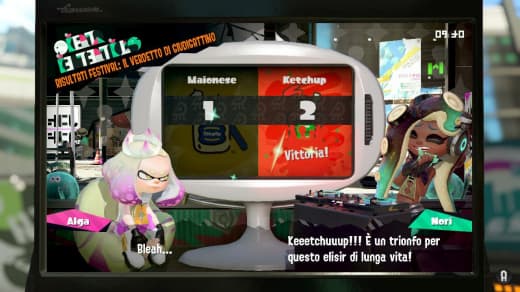 09:30
RISULTATI FESTIVAL: IL VERDETTO DI GIUDIGATTINO
Maionese
Ketchup
1
2
Vittoria!
Alga
Nori
Bleah...
Keeetchuuup!!! È un trionfo per
questo elisir di lunga vita!
A